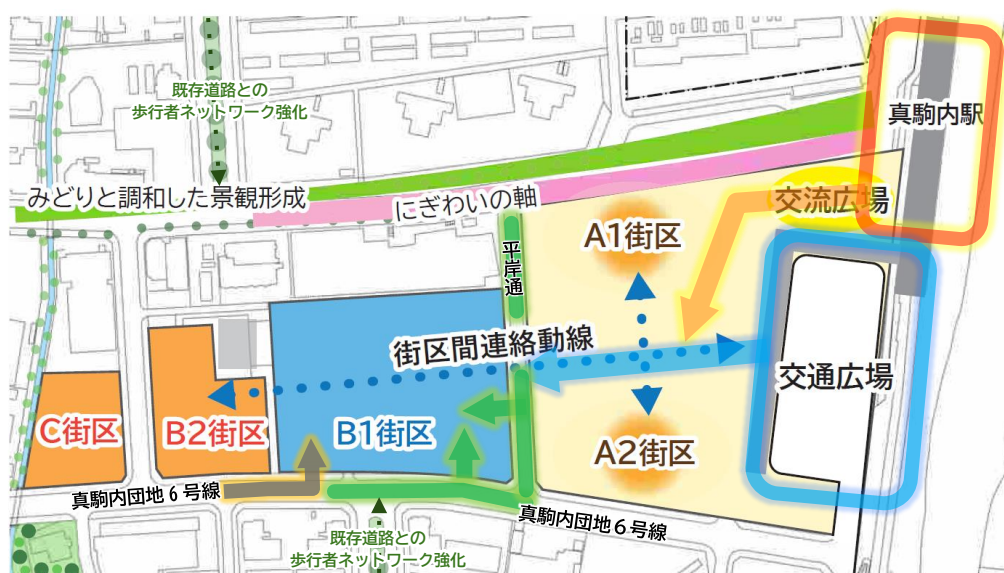 既存道路との
歩行者ネットワーク強化
真駒内駅
みどりと調和した景観形成
にぎわいの軸
交流広場
A1街区
平岸通
街区間連絡動線
交通広場
C街区
B2街区
B1街区
A2街区
真駒内団地6号線
真駒内団地6号線
既存道路との
歩行者ネットワーク強化